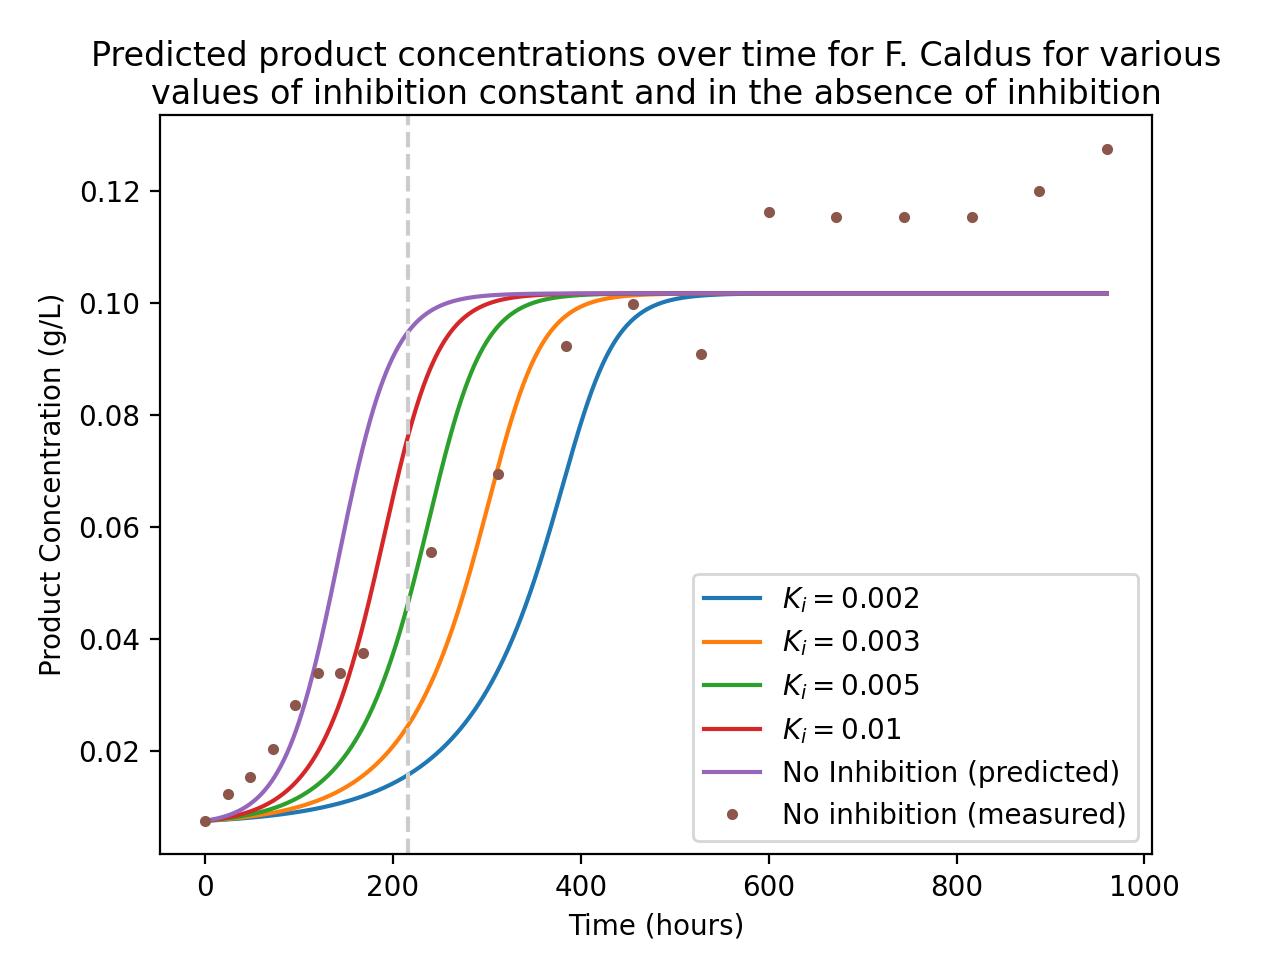 Predicted product concentrations over time for F. Caldus for various
values of inhibition constant and in the absence of inhibition
Product Concentration (g/L)
0.12
0.10
0.08
0.06
0.04
0.02
K_i = 0.002
K_i = 0.003
K_i = 0.005
K_i = 0.01
No Inhibition (predicted)
No inhibition (measured)
0 200 400 600 800 1000
Time (hours)